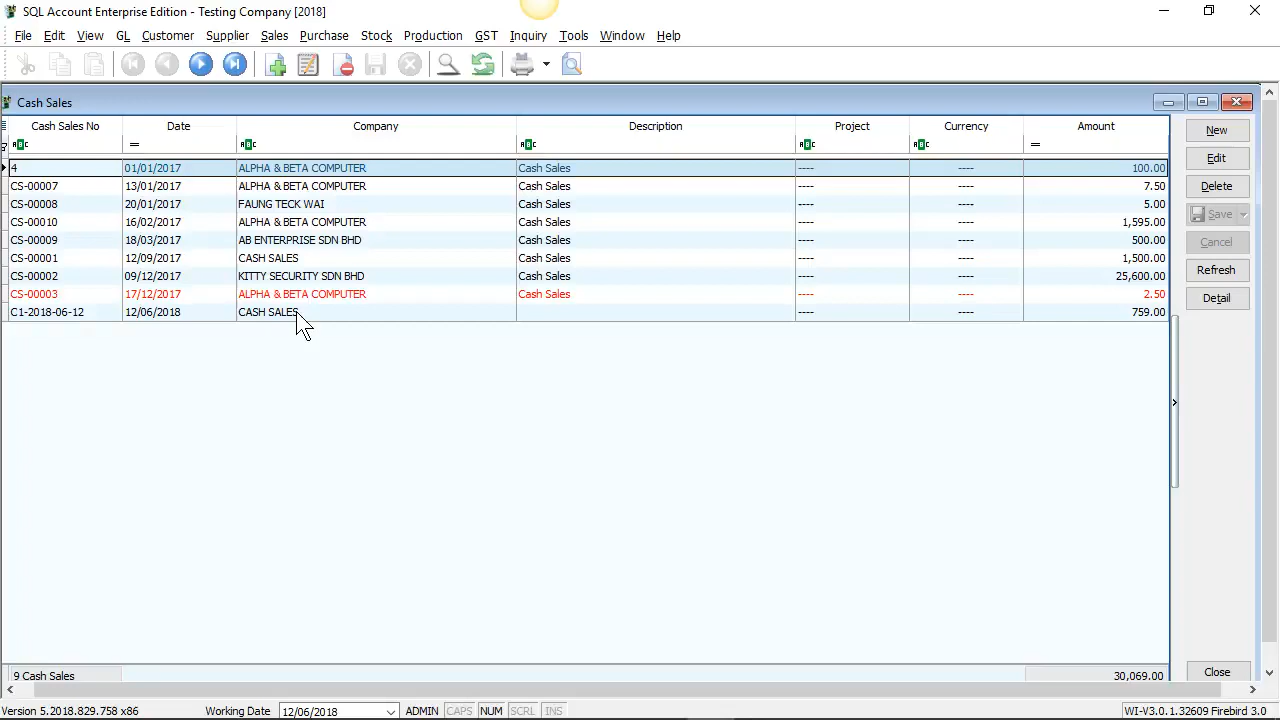 SQL Account Enterprise Edition - Testing Company [2018]
File Edit View GL Customer Supplier Sales Purchase Stock Production GST Inquiry Tools Window Help
Cash Sales
Cash Sales No Date Company Description Project Currency Amount
4 01/01/2017 ALPHA & BETA COMPUTER Cash Sales ---- ---- 100.00
CS-00007 13/01/2017 ALPHA & BETA COMPUTER Cash Sales ---- ---- 7.50
CS-00008 20/01/2017 FAUNG TECK WAI Cash Sales ---- ---- 5.00
CS-00010 16/02/2017 ALPHA & BETA COMPUTER Cash Sales ---- ---- 1,595.00
CS-00009 18/03/2017 AB ENTERPRISE SDN BHD Cash Sales ---- ---- 500.00
CS-00001 12/09/2017 CASH SALES Cash Sales ---- ---- 1,500.00
CS-00002 09/12/2017 KITTY SECURITY SDN BHD Cash Sales ---- ---- 25,600.00
CS-00003 17/12/2017 ALPHA & BETA COMPUTER Cash Sales ---- ---- 2.50
C1-2018-06-12 12/06/2018 CASH SALES ---- ---- 759.00
New
Edit
Delete
Save
Cancel
Refresh
Detail
9 Cash Sales 30,069.00
Close
Version 5.2018.829.758 x86 Working Date 12/06/2018 ADMIN CAPS NUM SCRL INS WI-V3.0.1.32609 Firebird 3.0